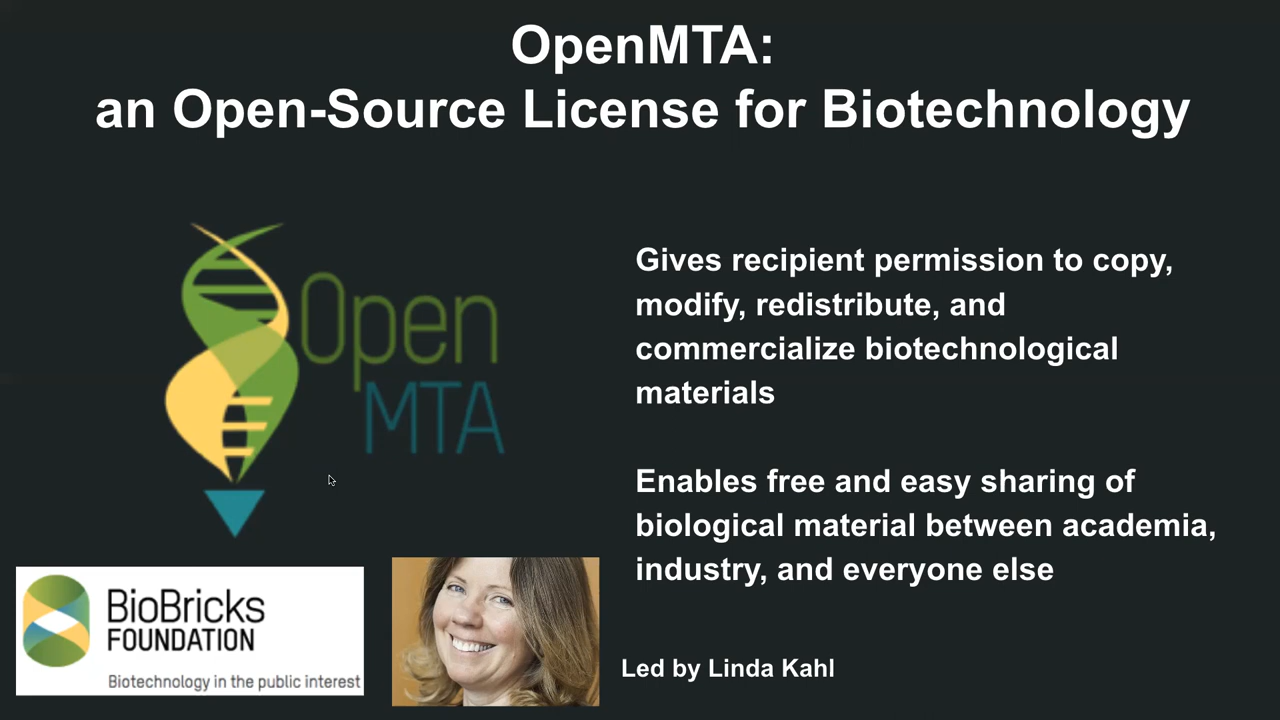 OpenMTA:
an Open-Source License for Biotechnology
Open
MTA
Gives recipient permission to copy,
modify, redistribute, and
commercialize biotechnological
materials
Enables free and easy sharing of
biological material between academia,
industry, and everyone else
BioBricks
FOUNDATION
Biotechnology in the public interest
Led by Linda Kahl